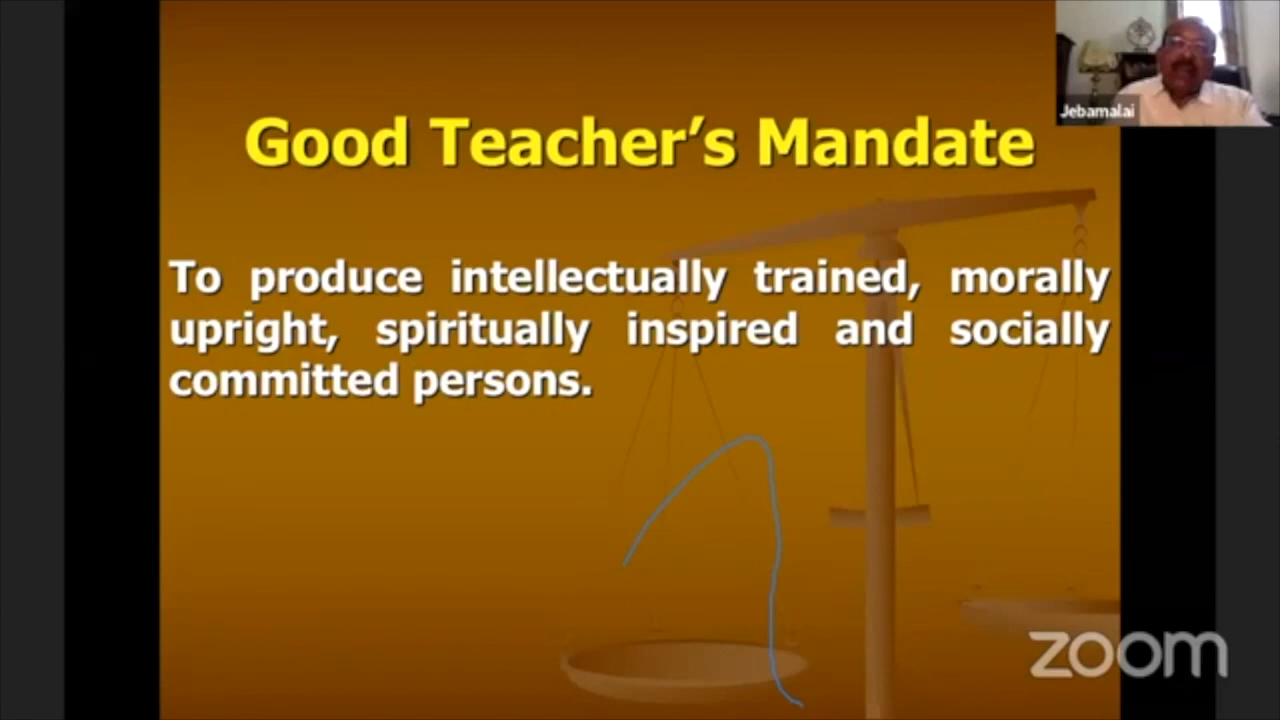 Jebamalai
Good Teacher’s Mandate
To produce intellectually trained, morally
upright, spiritually inspired and socially
committed persons.
zoom